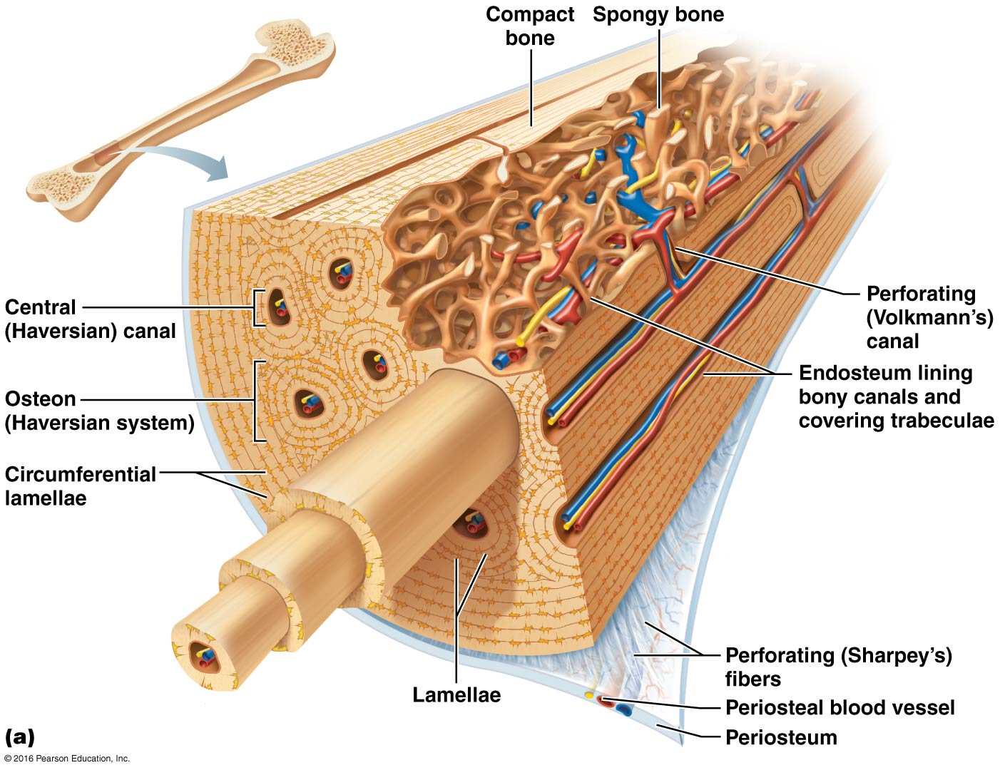 Compact
bone
Spongy bone
Central
(Haversian) canal
Osteon
(Haversian system)
Circumferential
lamellae
Perforating
(Volkmann’s)
canal
Endosteum lining
bony canals and
covering trabeculae
Lamellae
Perforating (Sharpey’s)
fibers
Periosteal blood vessel
Periosteum
(a)
© 2016 Pearson Education, Inc.